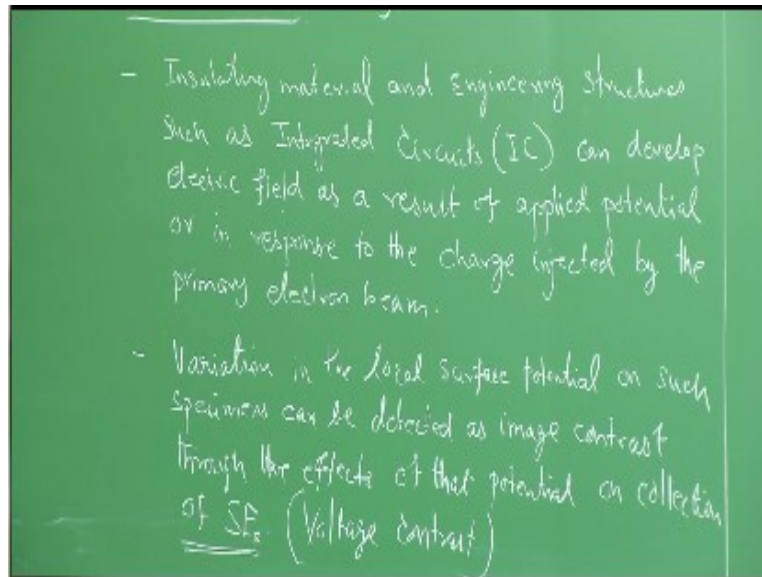 - Insulating material and Engineering structures
such as Integrated Circuits (IC) can develop
electric field as a result of applied potential
or in response to the charge injected by the
primary electron beam.
- Variation in the local surface potential on such
specimens can be detected as image contrast
through the effects of that potential on collection
of SEs (Voltage contrast)